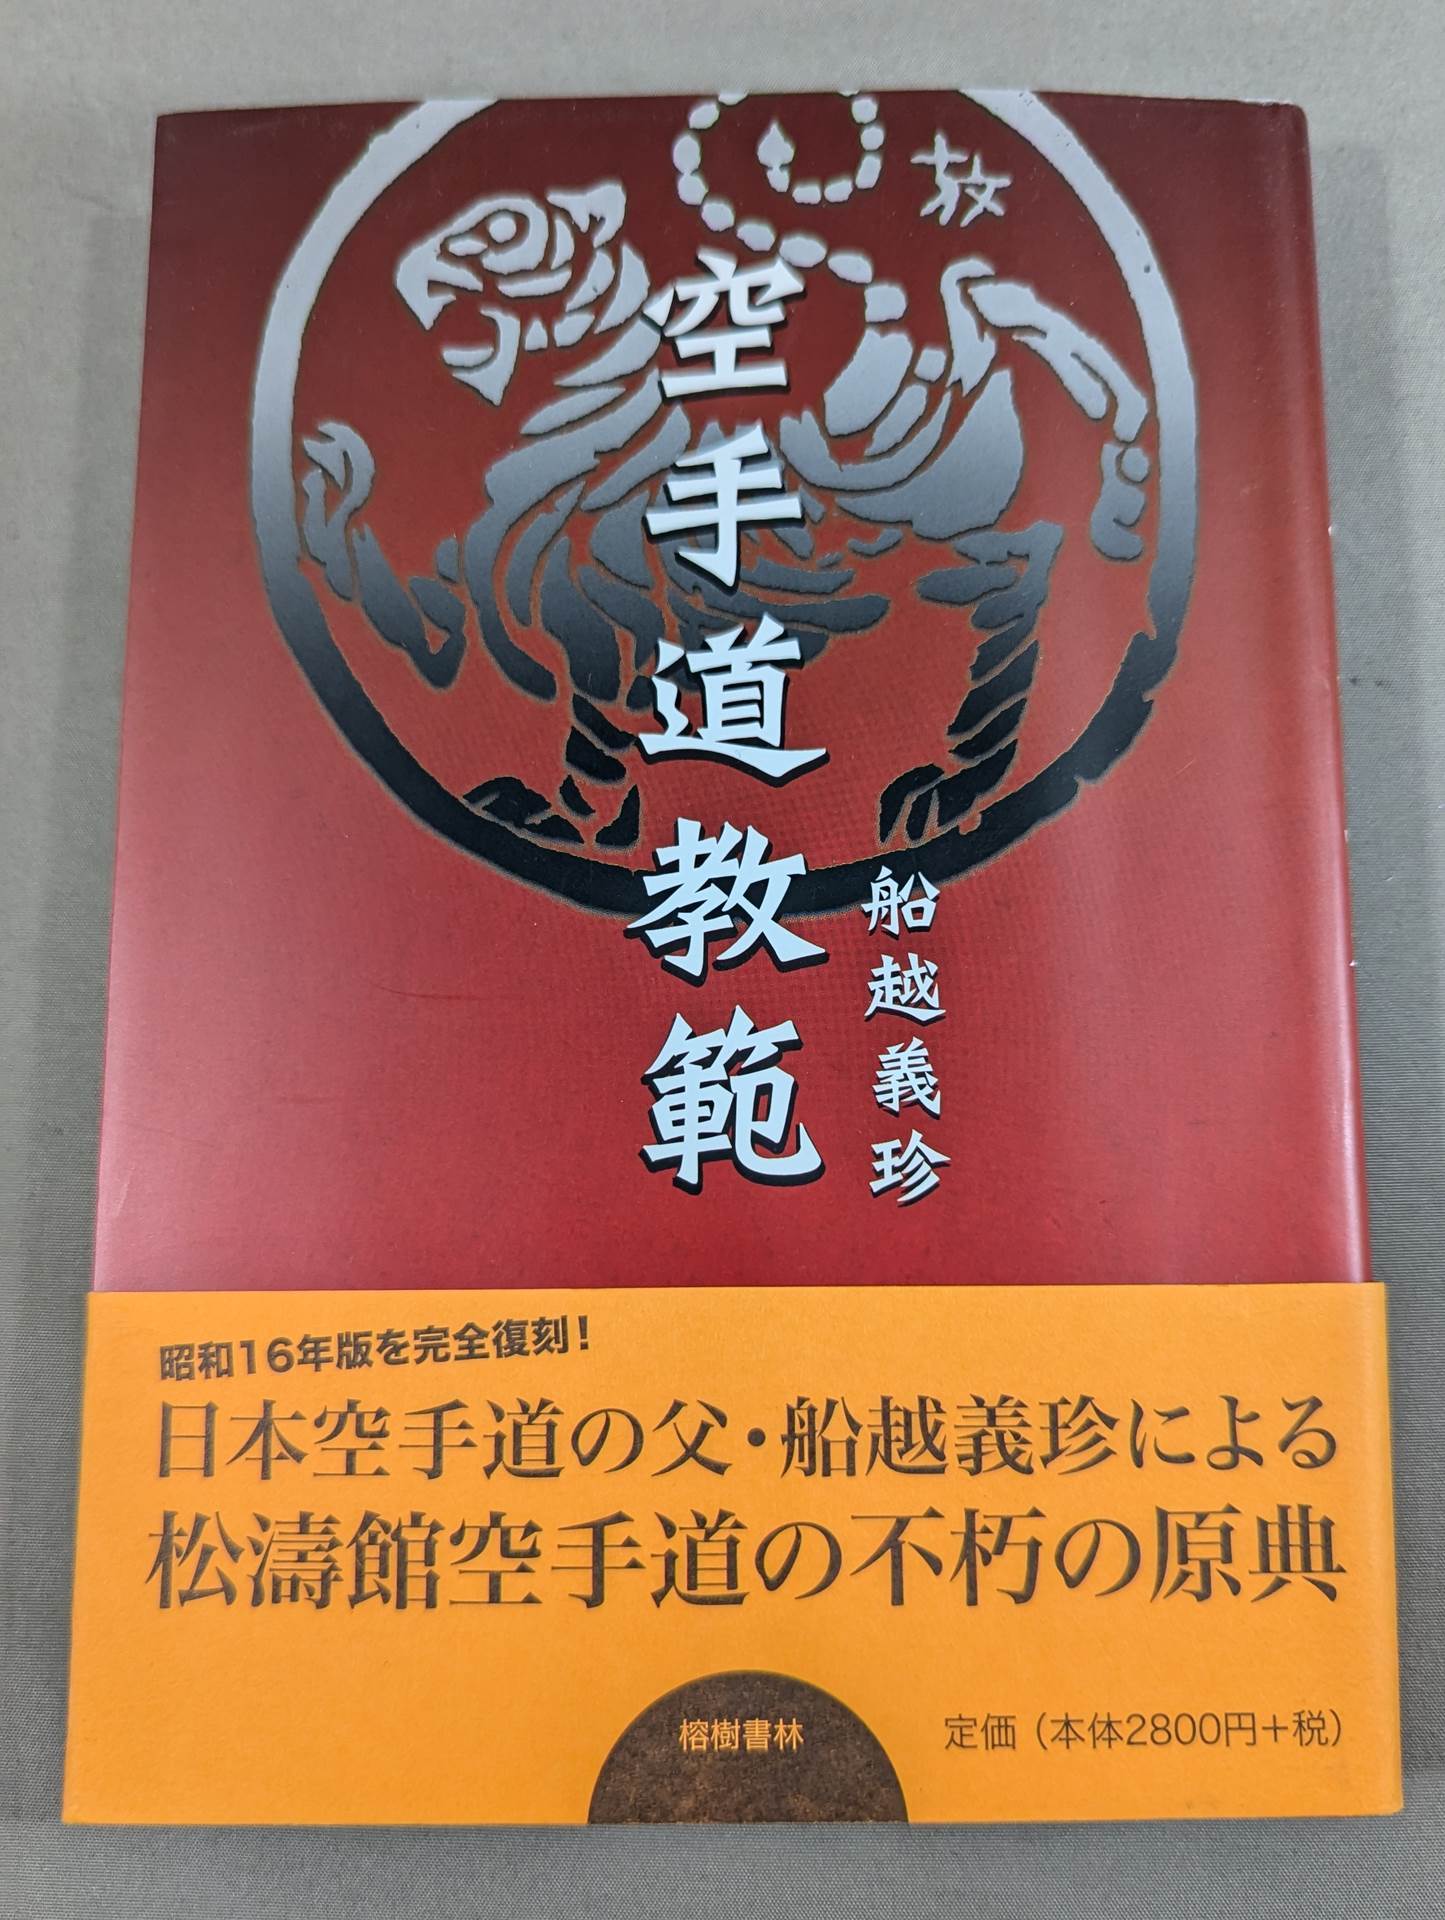 空手道教範
船越義珍
昭和16年版を完全復刻!
日本空手道の父・船越義珍による
松濤館空手道の不朽の原典
榕樹書林
定価(本体2800円+税)